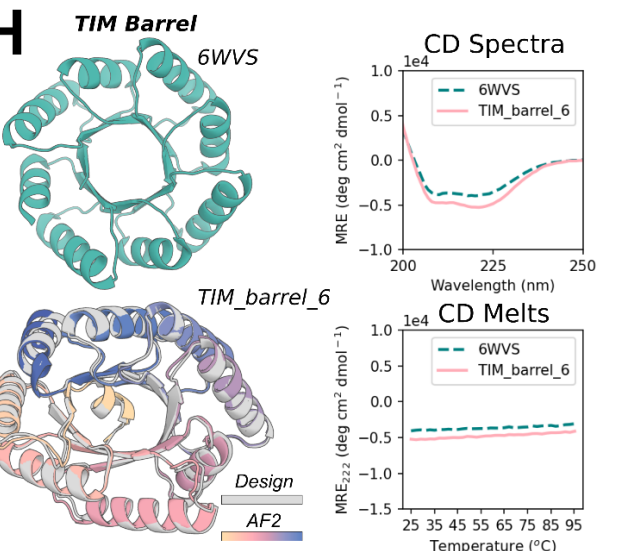 H
TIM Barrel
6WVS
TIM_barrel_6
Design
AF2
CD Spectra
1e4
1.0
0.5
0.0
−0.5
−1.0
MRE (deg cm² dmol⁻¹)
6WVS
TIM_barrel_6
200 225 250
Wavelength (nm)
CD Melts
1e4
1.0
0.5
0.0
−0.5
−1.0
−1.5
MRE₂₂₂ (deg cm² dmol⁻¹)
6WVS
TIM_barrel_6
25 35 45 55 65 75 85 95
Temperature (°C)